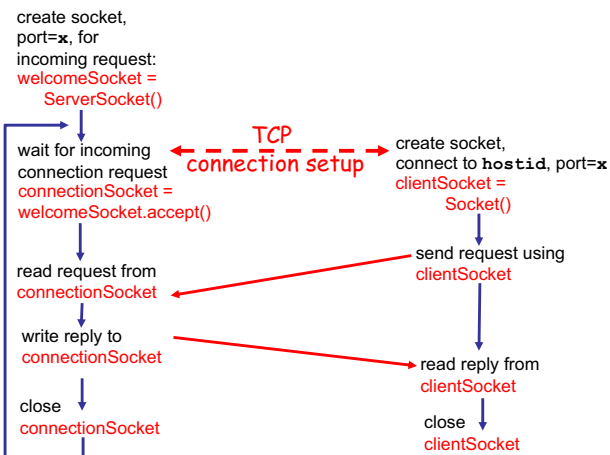 create socket,
port=x, for
incoming request:
welcomeSocket =
ServerSocket()
wait for incoming
connection request
connectionSocket =
welcomeSocket.accept()
read request from
connectionSocket
write reply to
connectionSocket
close
connectionSocket
TCP
connection setup
create socket,
connect to hostid, port=x
clientSocket =
Socket()
send request using
clientSocket
read reply from
clientSocket
close
clientSocket